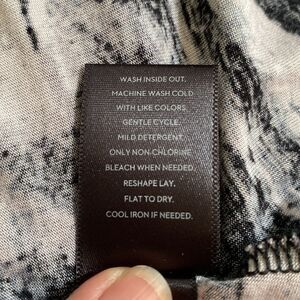 WASH INSIDE OUT.
MACHINE WASH COLD
WITH LIKE COLORS.
GENTLE CYCLE.
MILD DETERGENT.
ONLY NON-CHLORINE
BLEACH WHEN NEEDED.
RESHAPE LAY.
FLAT TO DRY.
COOL IRON IF NEEDED.